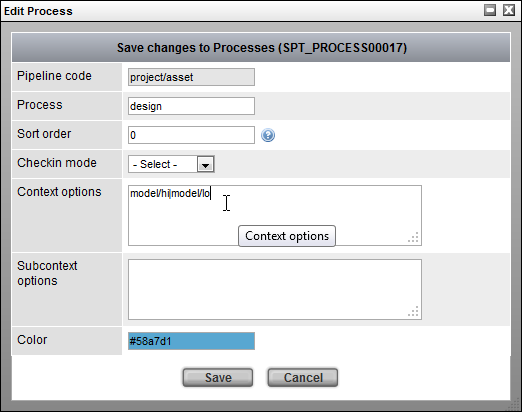 Edit Process
Save changes to Processes (SPT_PROCESS00017)
Pipeline code project/asset
Process design
Sort order 0 ?
Checkin mode - Select -
Context options model/hi|model/lo
Context options
Subcontext
options
Color #58a7d1
Save Cancel